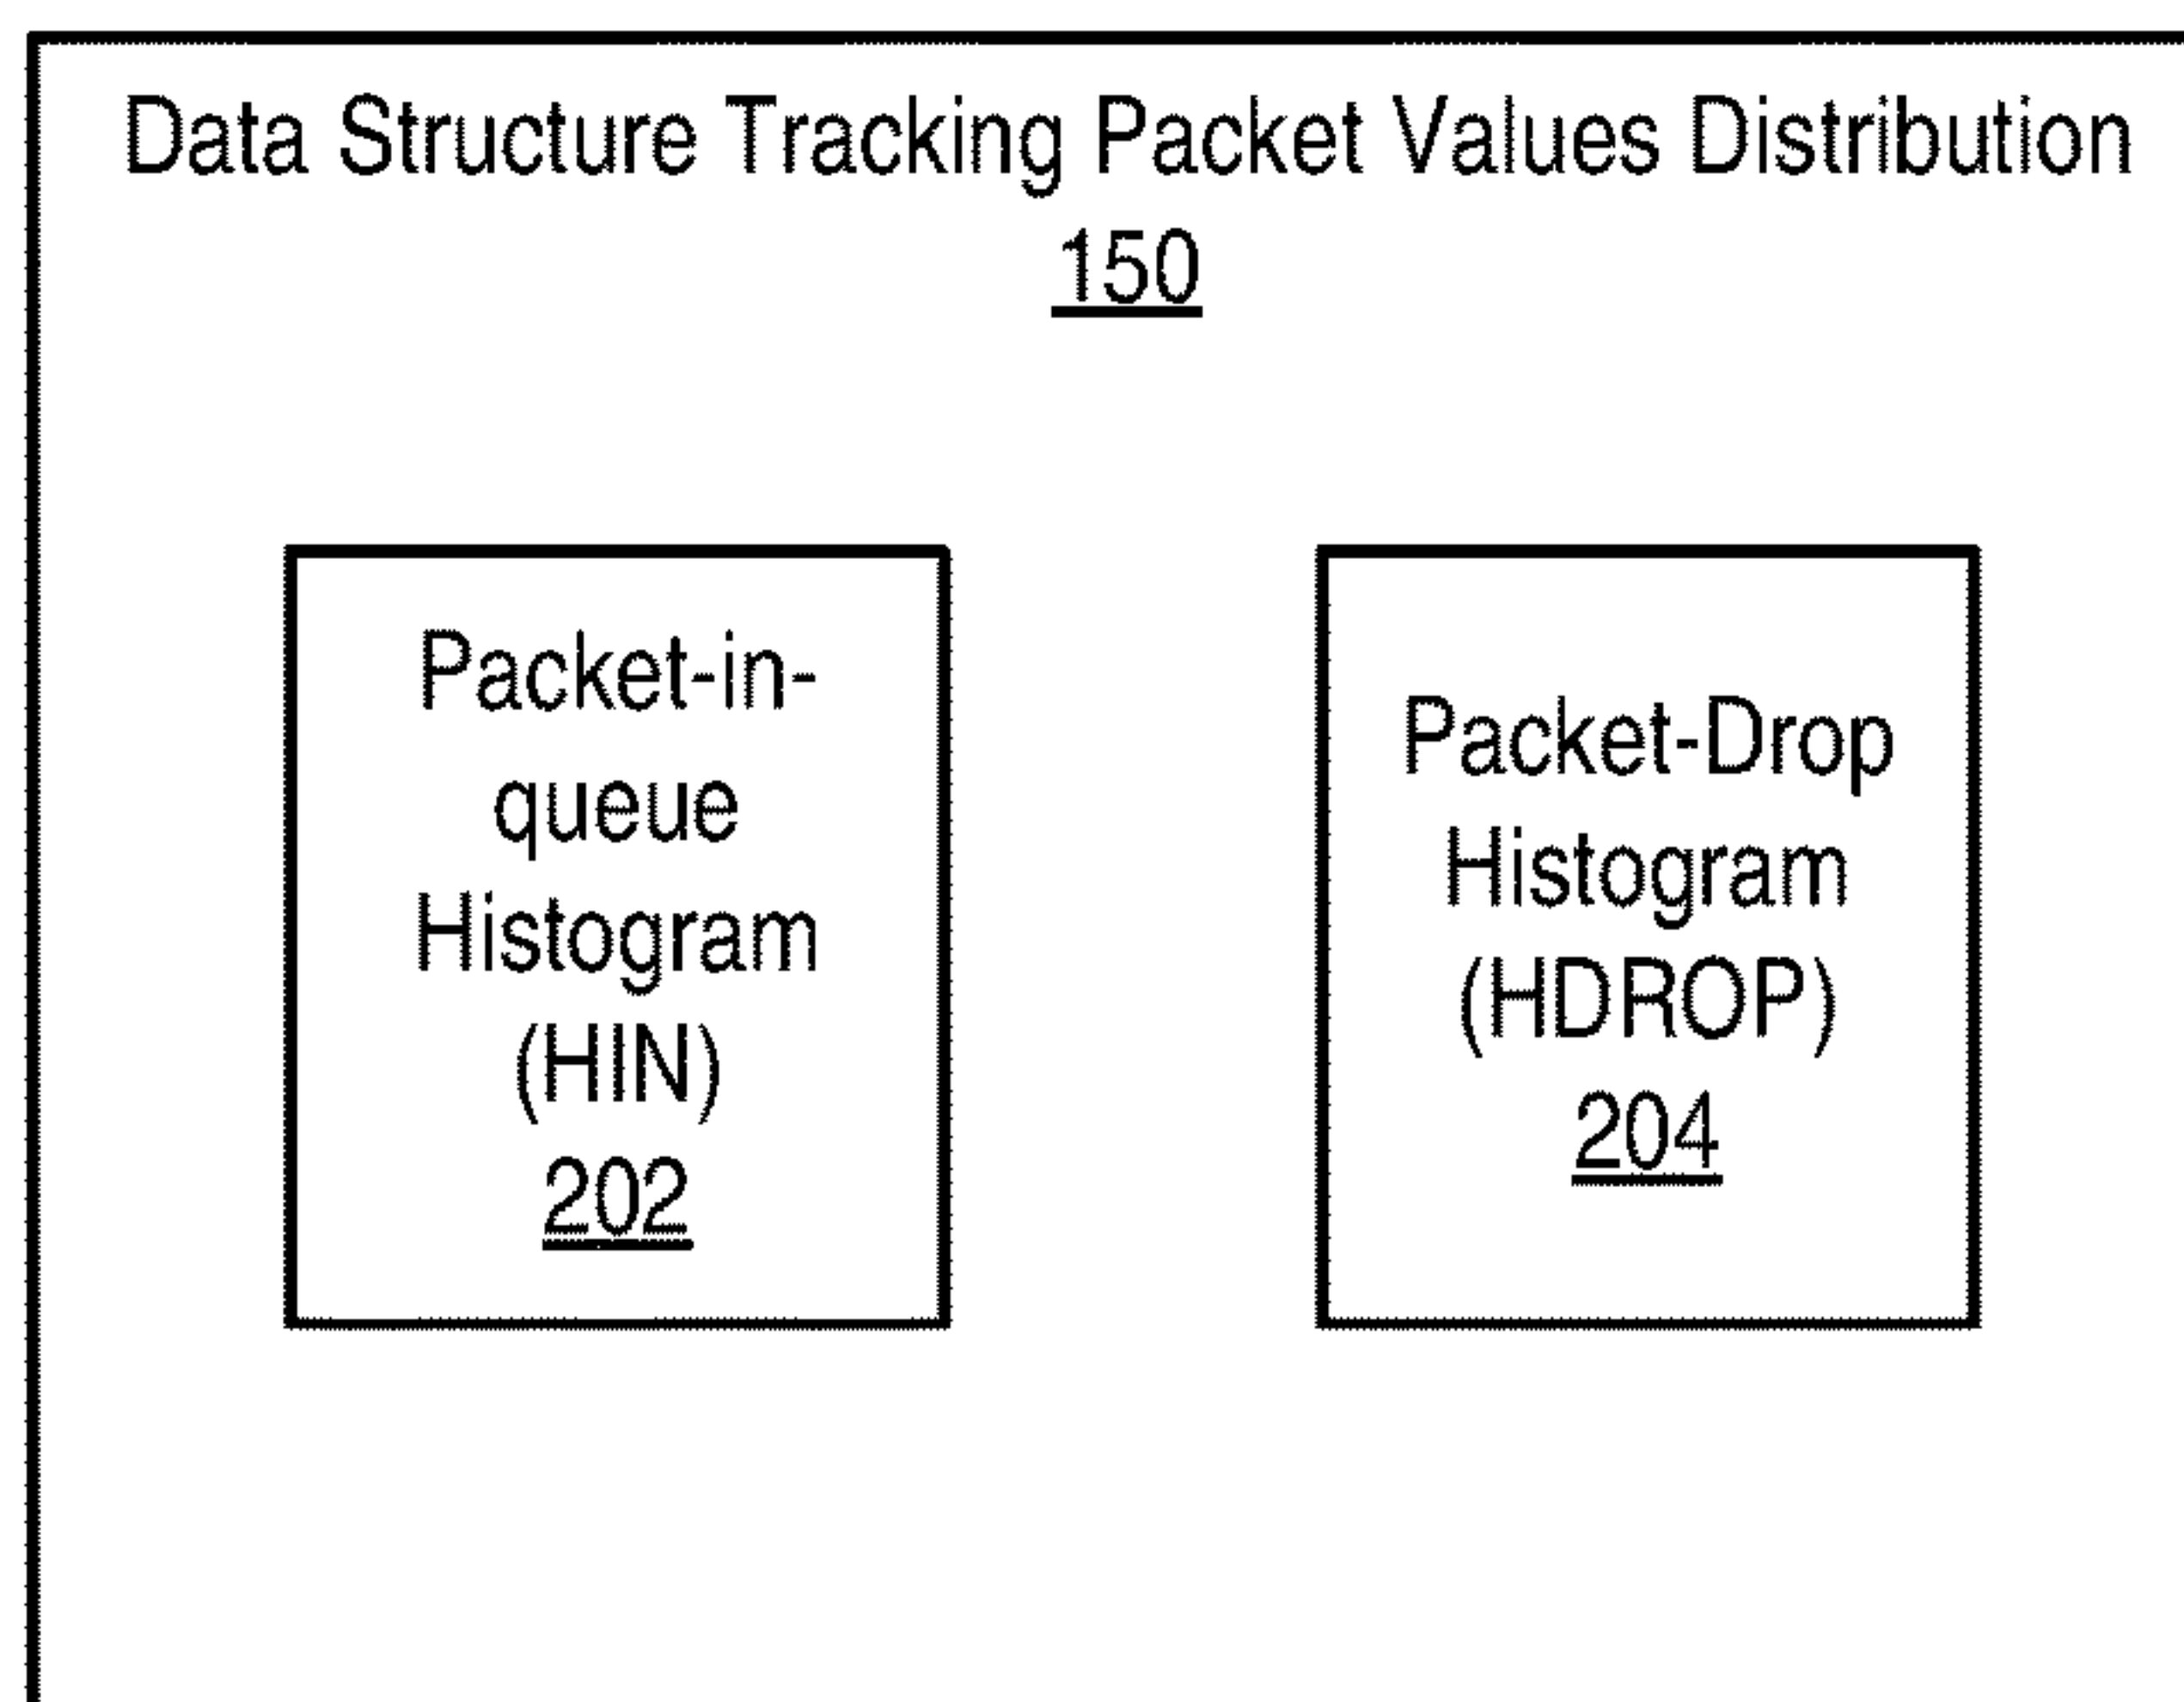 Data Structure Tracking Packet Values Distribution
150
Packet-in-
queue
Histogram
(HIN)
202
Packet-Drop
Histogram
(HDROP)
204